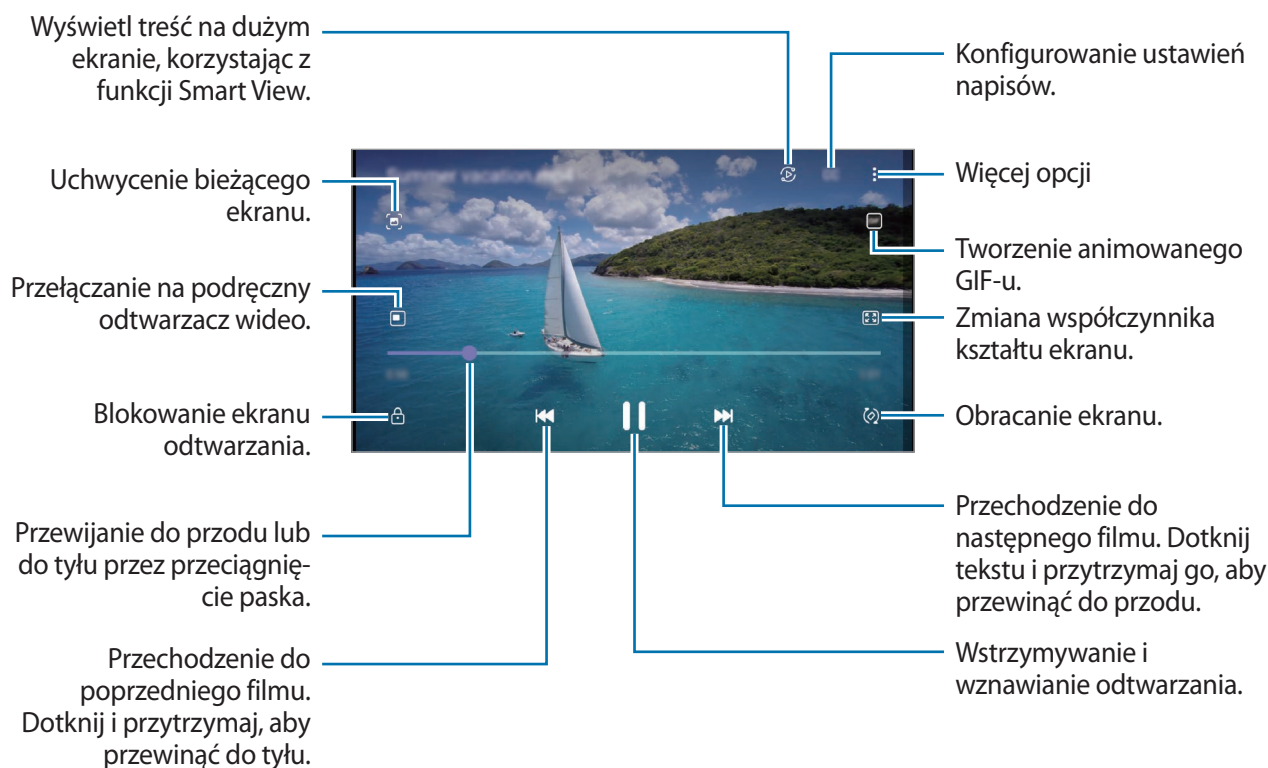 Wyświetl treść na dużym
ekranie, korzystając z
funkcji Smart View.
Konfigurowanie ustawień
napisów.
Uchwycenie bieżącego
ekranu.
Więcej opcji
Tworzenie animowanego
GIF-u.
Przełączanie na podręczny
odtwarzacz wideo.
Zmiana współczynnika
kształtu ekranu.
Blokowanie ekranu
odtwarzania.
Obracanie ekranu.
Przewijanie do przodu lub
do tyłu przez przeciągnię-
cie paska.
Przechodzenie do
następnego filmu. Dotknij
tekstu i przytrzymaj go, aby
przewinąć do przodu.
Przechodzenie do
poprzedniego filmu.
Dotknij i przytrzymaj, aby
przewinąć do tyłu.
Wstrzymywanie i
wznawianie odtwarzania.